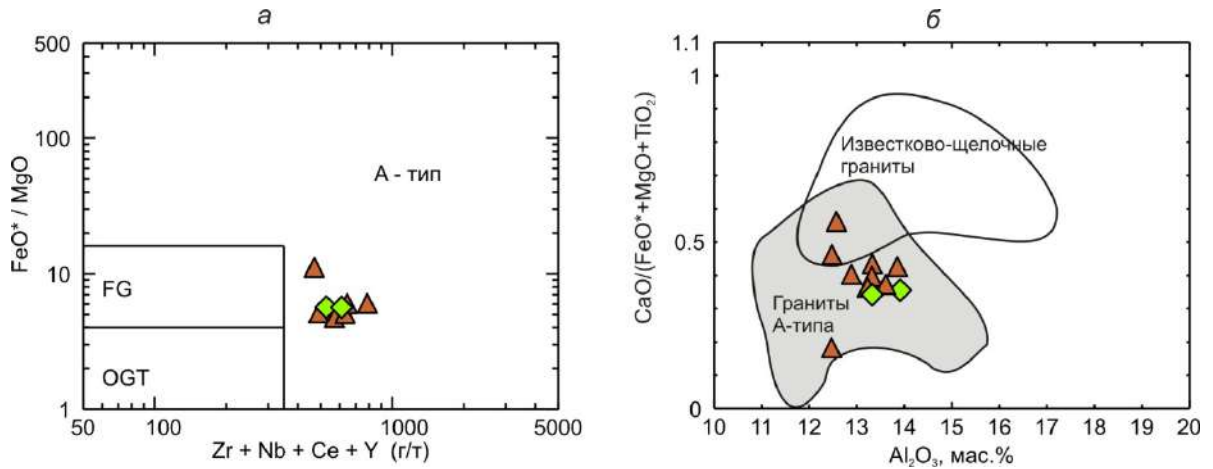 а
500
100
10
1
FeO* / MgO
А - тип
FG
OGT
50
100
1000
5000
Zr + Nb + Ce + Y (г/т)
б
1.1
1
0.5
0
CaO/(FeO*+MgO+TiO₂)
Известково-щелочные
граниты
Граниты
А-типа
10 11 12 13 14 15 16 17 18 19 20
Al₂O₃, мас.%